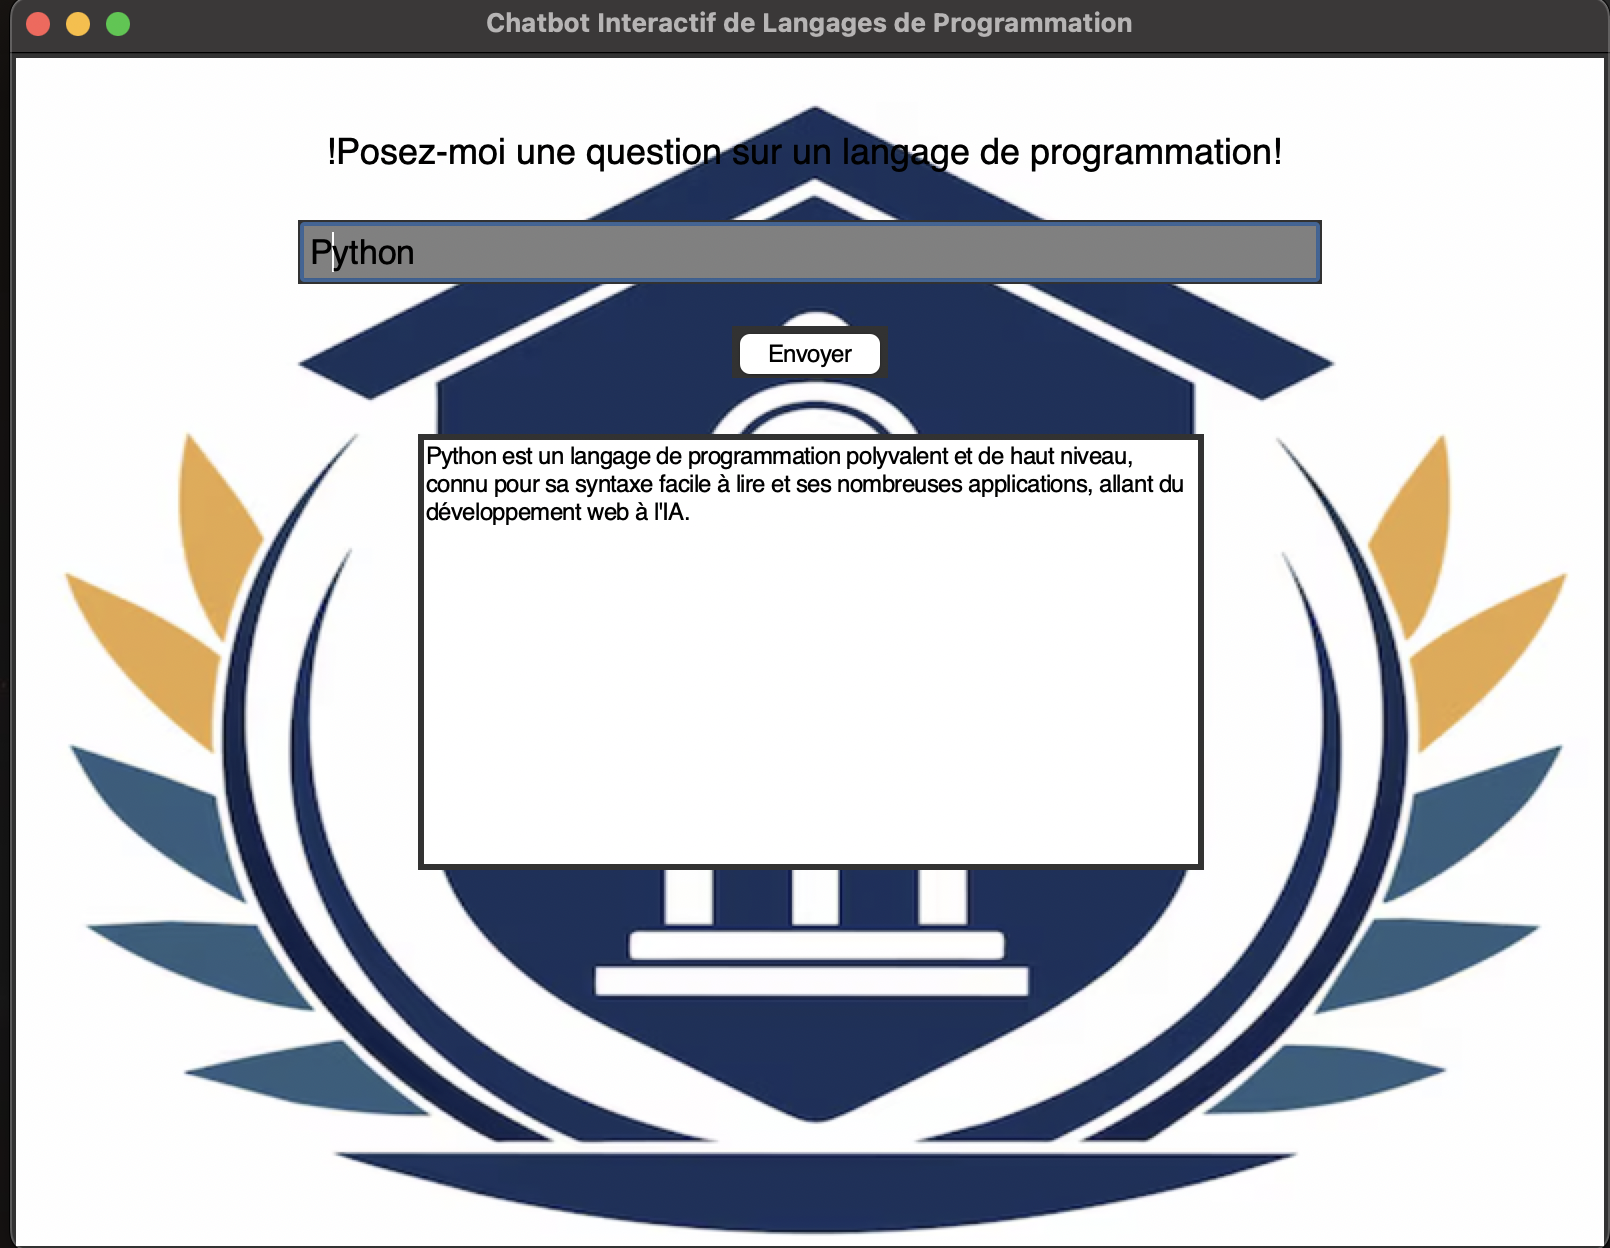 Chatbot Interactif de Langages de Programmation
!Posez-moi une question sur un langage de programmation!
Python
Envoyer
Python est un langage de programmation polyvalent et de haut niveau,
connu pour sa syntaxe facile à lire et ses nombreuses applications, allant du
développement web à l'IA.